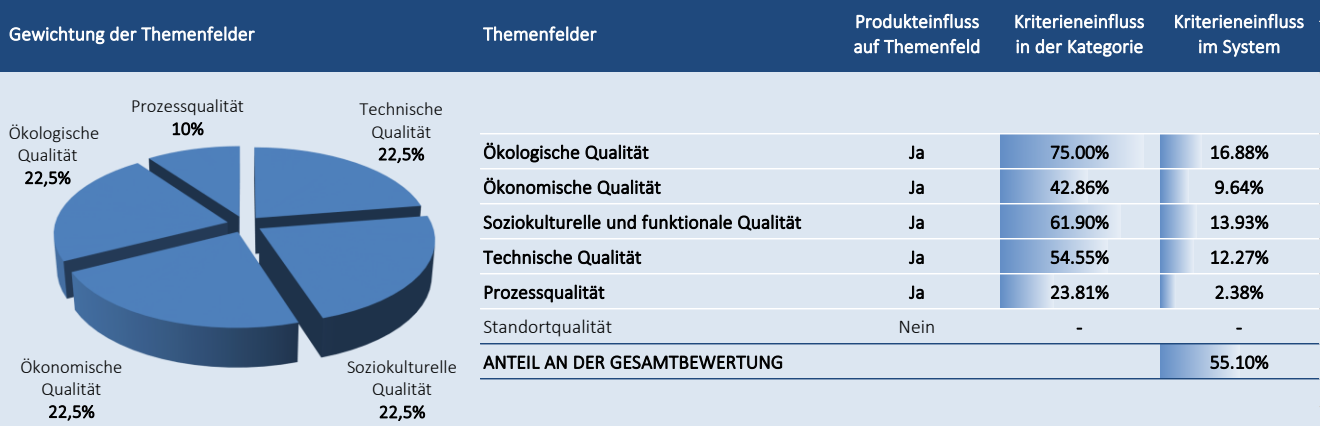 Gewichtung der Themenfelder
Themenfelder
Produkteinfluss
auf Themenfeld
Kriterieneinfluss
in der Kategorie
Kriterieneinfluss
im System
Prozessqualität
10%
Technische
Qualität
22,5%
Ökologische
Qualität
22,5%
Ökonomische
Qualität
22,5%
Soziokulturelle
Qualität
22,5%
Ökologische Qualität Ja 75.00% 16.88%
Ökonomische Qualität Ja 42.86% 9.64%
Soziokulturelle und funktionale Qualität Ja 61.90% 13.93%
Technische Qualität Ja 54.55% 12.27%
Prozessqualität Ja 23.81% 2.38%
Standortqualität Nein - -
ANTEIL AN DER GESAMTBEWERTUNG 55.10%